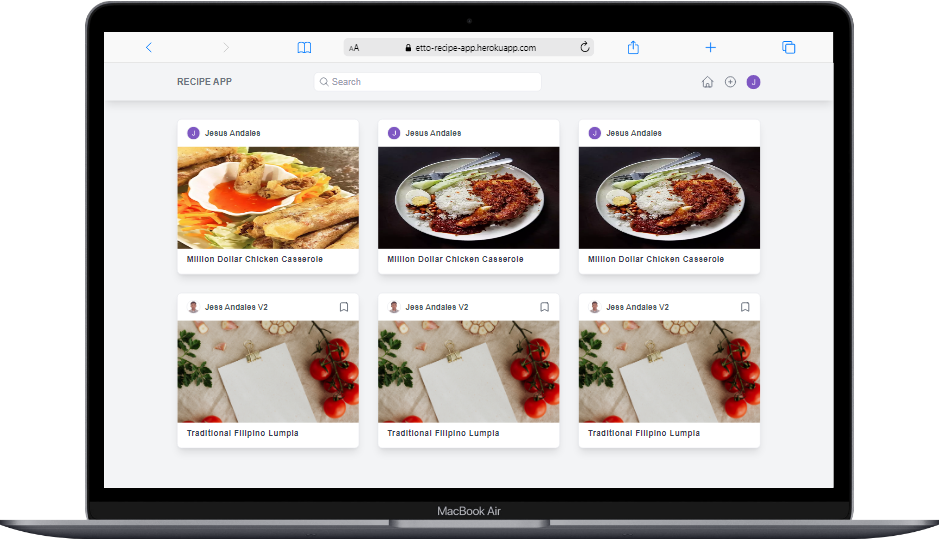 AA etto-recipe-app.herokuapp.com
RECIPE APP Search J
J Jesus Andales J Jesus Andales J Jesus Andales
Million Dollar Chicken Casserole Million Dollar Chicken Casserole Million Dollar Chicken Casserole
Jess Andales V2 Jess Andales V2 Jess Andales V2
Traditional Filipino Lumpia Traditional Filipino Lumpia Traditional Filipino Lumpia
MacBook Air